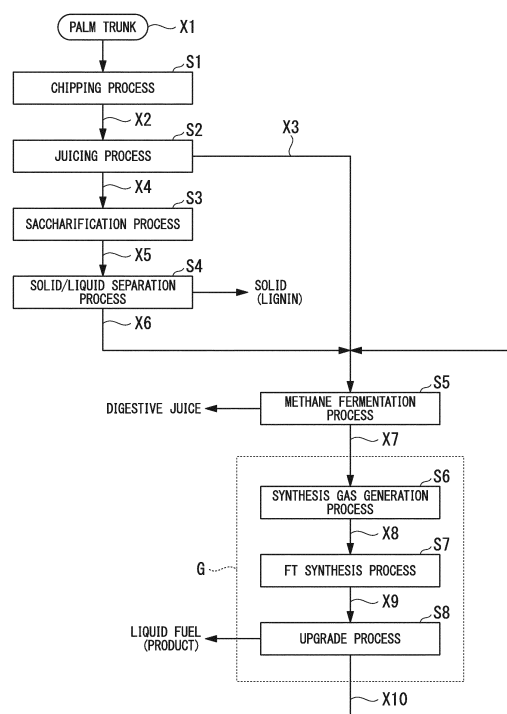 PALM TRUNK
X1
S1
CHIPPING PROCESS
X2
S2
X3
JUICING PROCESS
X4
S3
SACCHARIFICATION PROCESS
X5
S4
SOLID/LIQUID SEPARATION
PROCESS
SOLID
(LIGNIN)
X6
S5
METHANE FERMENTATION
PROCESS
DIGESTIVE JUICE
X7
S6
SYNTHESIS GAS GENERATION
PROCESS
X8
S7
G
FT SYNTHESIS PROCESS
X9
S8
LIQUID FUEL
(PRODUCT)
UPGRADE PROCESS
X10